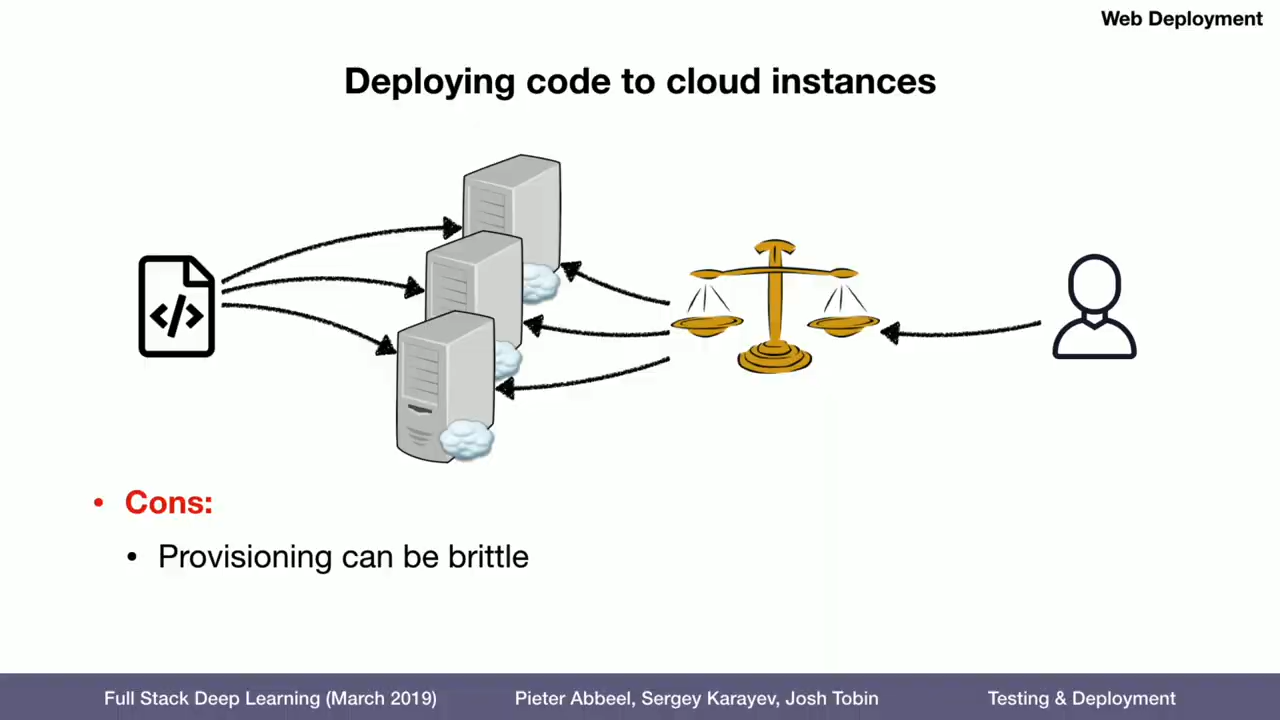 Web Deployment
Deploying code to cloud instances
</>
• Cons:
• Provisioning can be brittle
Full Stack Deep Learning (March 2019)
Pieter Abbeel, Sergey Karayev, Josh Tobin
Testing & Deployment